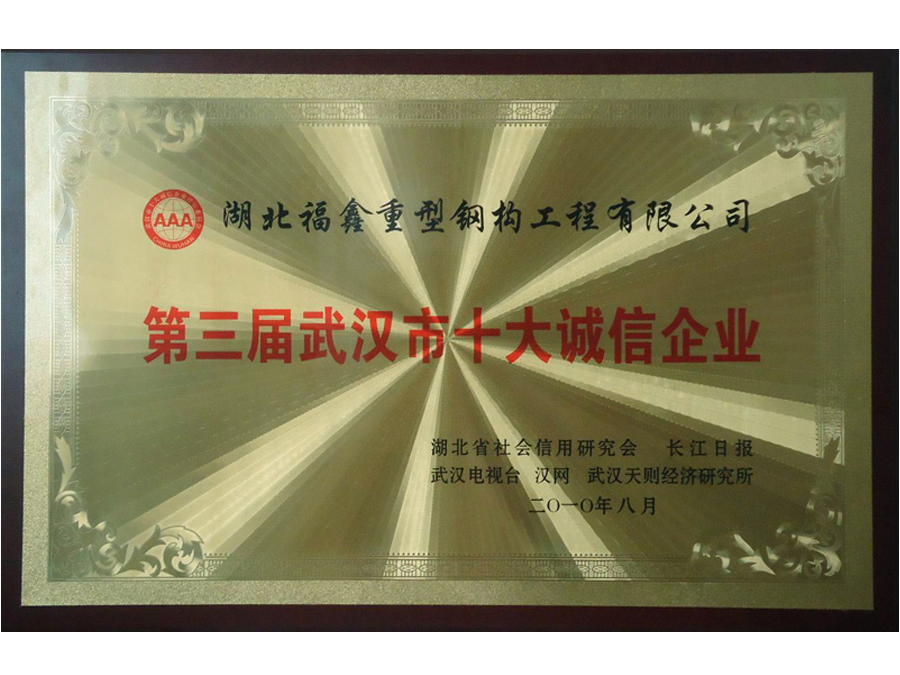 AAA
CHINA WUHAN
湖北福鑫重型钢构工程有限公司
第三届武汉市十大诚信企业
湖北省社会信用研究会 长江日报
武汉电视台 汉网 武汉天则经济研究所
二〇一〇年八月